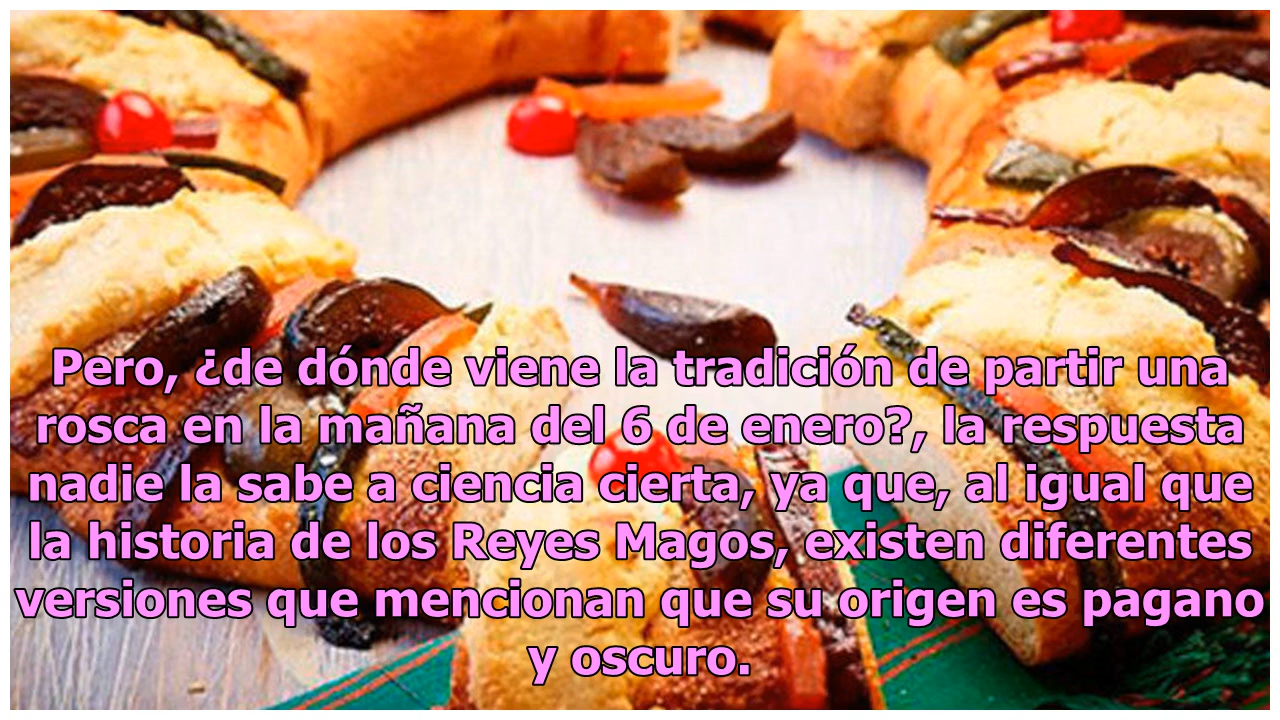 Pero, ¿de dónde viene la tradición de partir una
rosca en la mañana del 6 de enero?, la respuesta
nadie la sabe a ciencia cierta, ya que, al igual que
la historia de los Reyes Magos, existen diferentes
versiones que mencionan que su origen es pagano
y oscuro.